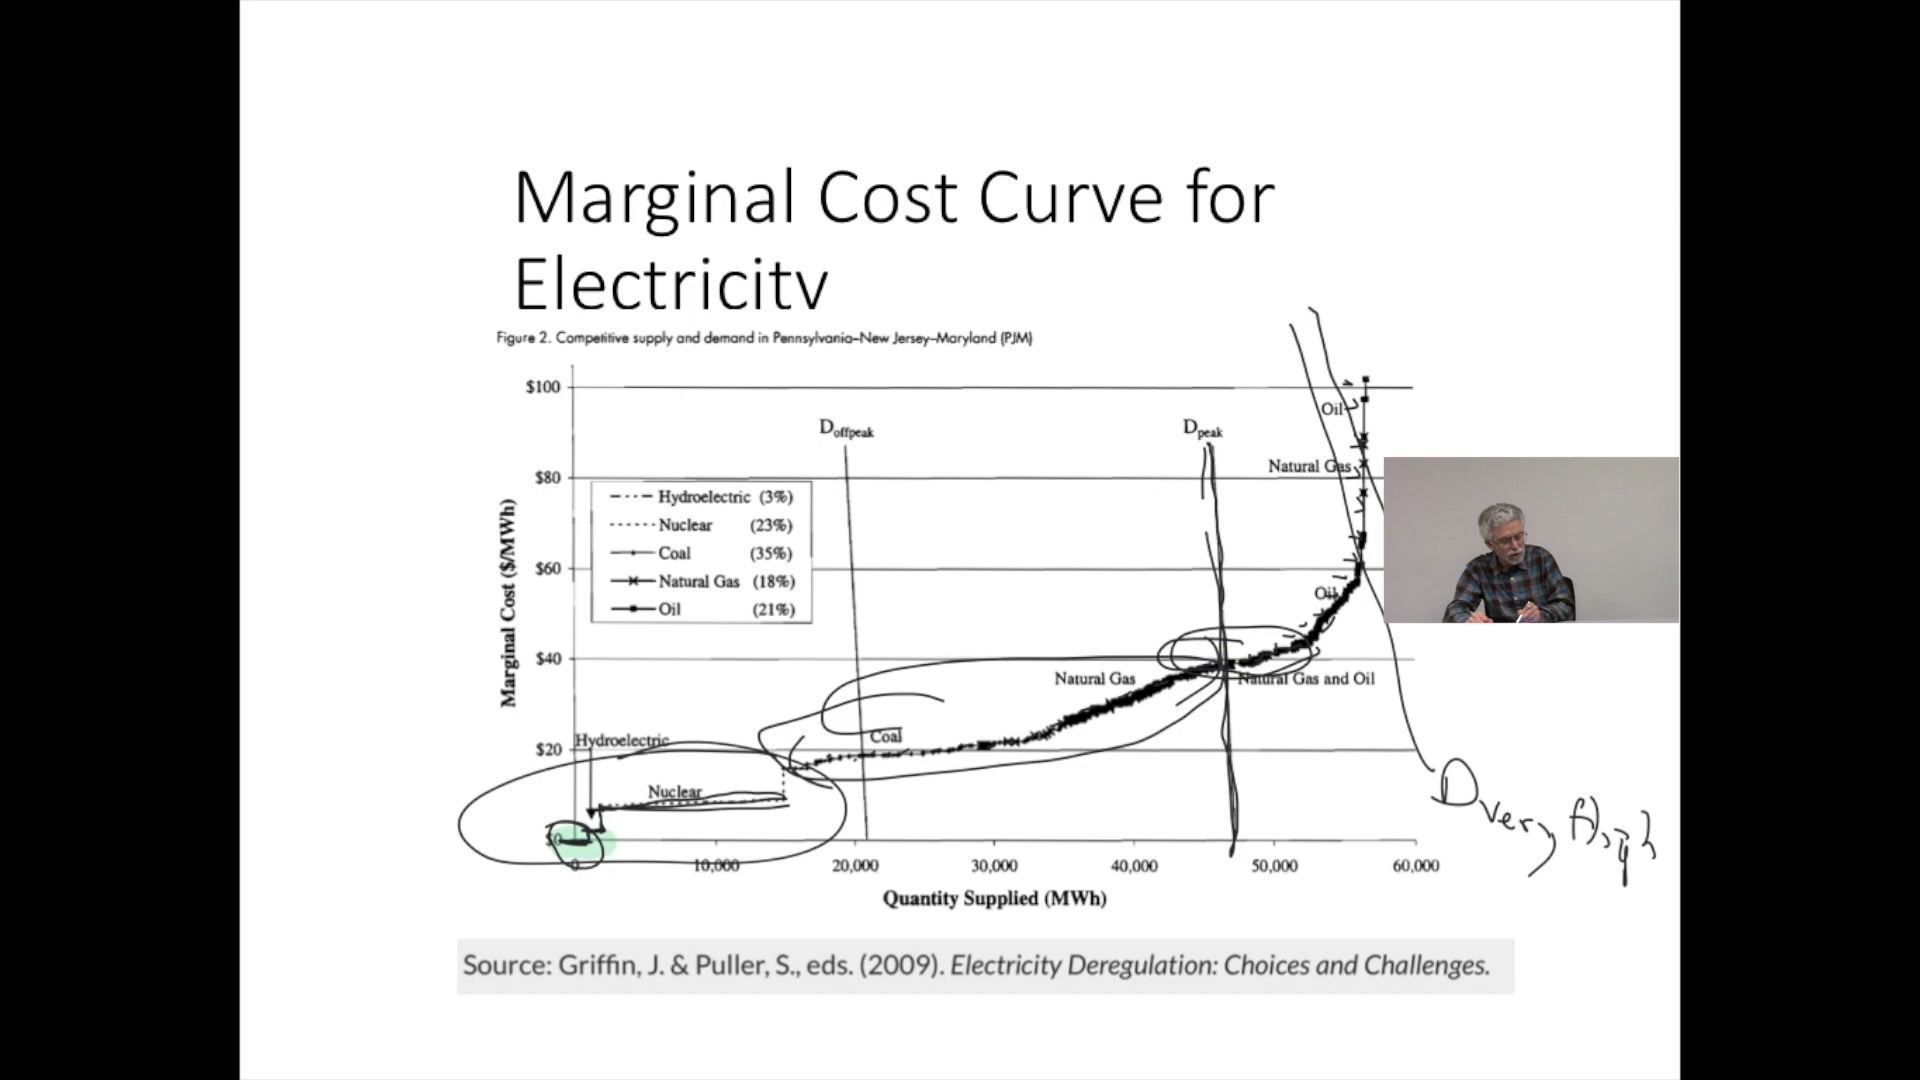 Marginal Cost Curve for
Electricity
Figure 2. Competitive supply and demand in Pennsylvania–New Jersey–Maryland (PJM)
$100
$80
$60
$40
$20
$0
Marginal Cost ($/MWh)
Doffpeak
Dpeak
Hydroelectric (3%)
Nuclear (23%)
Coal (35%)
Natural Gas (18%)
Oil (21%)
Oil
Natural Gas
Oil
Natural Gas
Natural Gas and Oil
Coal
Hydroelectric
Nuclear
D very
0
10,000
20,000
30,000
40,000
50,000
60,000
Quantity Supplied (MWh)
Source: Griffin, J. & Puller, S., eds. (2009). Electricity Deregulation: Choices and Challenges.